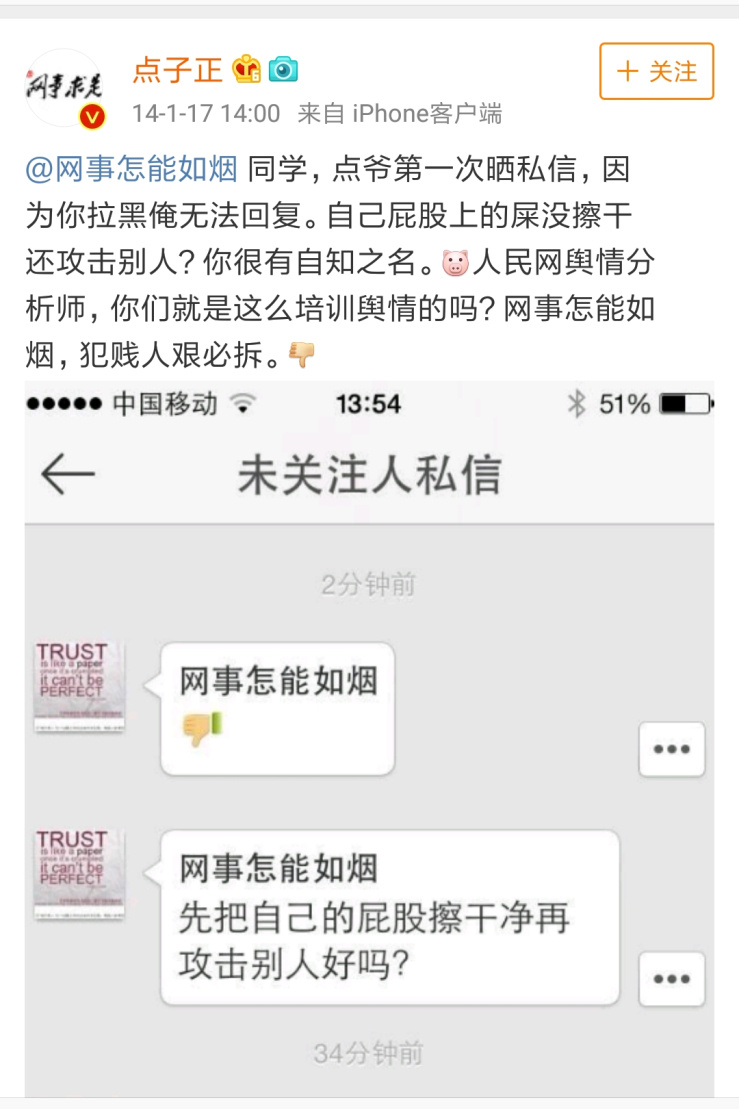 网事求是
点子正
+ 关注
14-1-17 14:00 来自 iPhone客户端
@网事怎能如烟 同学，点爷第一次晒私信，因
为你拉黑俺无法回复。自己屁股上的屎没擦干
还攻击别人？你很有自知之名。🐷人民网舆情分
析师，你们就是这么培训舆情的吗？网事怎能如
烟，犯贱人艰必拆。👎
中国移动 13:54 51%
未关注人私信
2分钟前
TRUST
is like a paper
once it's crumpled
it can't be
PERFECT
网事怎能如烟
👎
TRUST
is like a paper
once it's crumpled
it can't be
PERFECT
网事怎能如烟
先把自己的屁股擦干净再
攻击别人好吗？
34分钟前